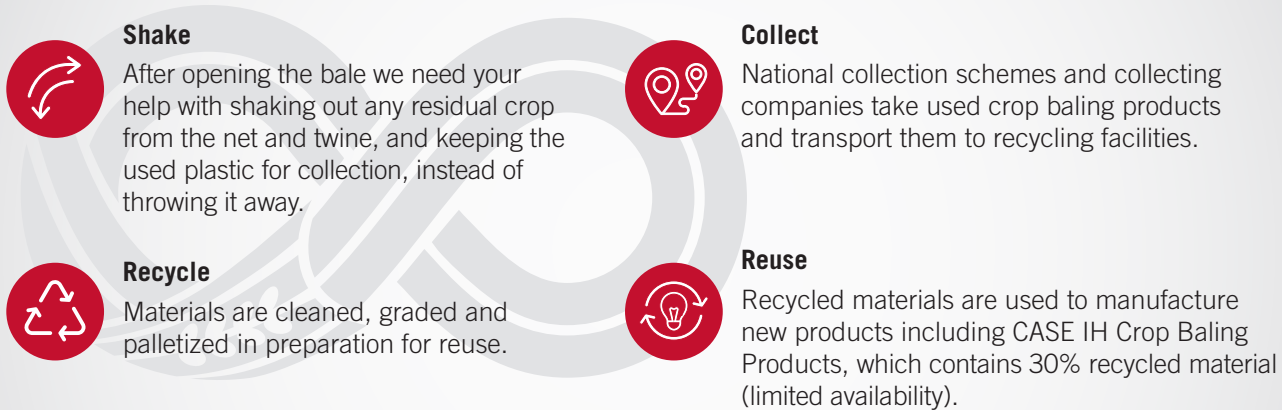 Shake
After opening the bale we need your
help with shaking out any residual crop
from the net and twine, and keeping the
used plastic for collection, instead of
throwing it away.
Collect
National collection schemes and collecting
companies take used crop baling products
and transport them to recycling facilities.
Recycle
Materials are cleaned, graded and
palletized in preparation for reuse.
Reuse
Recycled materials are used to manufacture
new products including CASE IH Crop Baling
Products, which contains 30% recycled material
(limited availability).